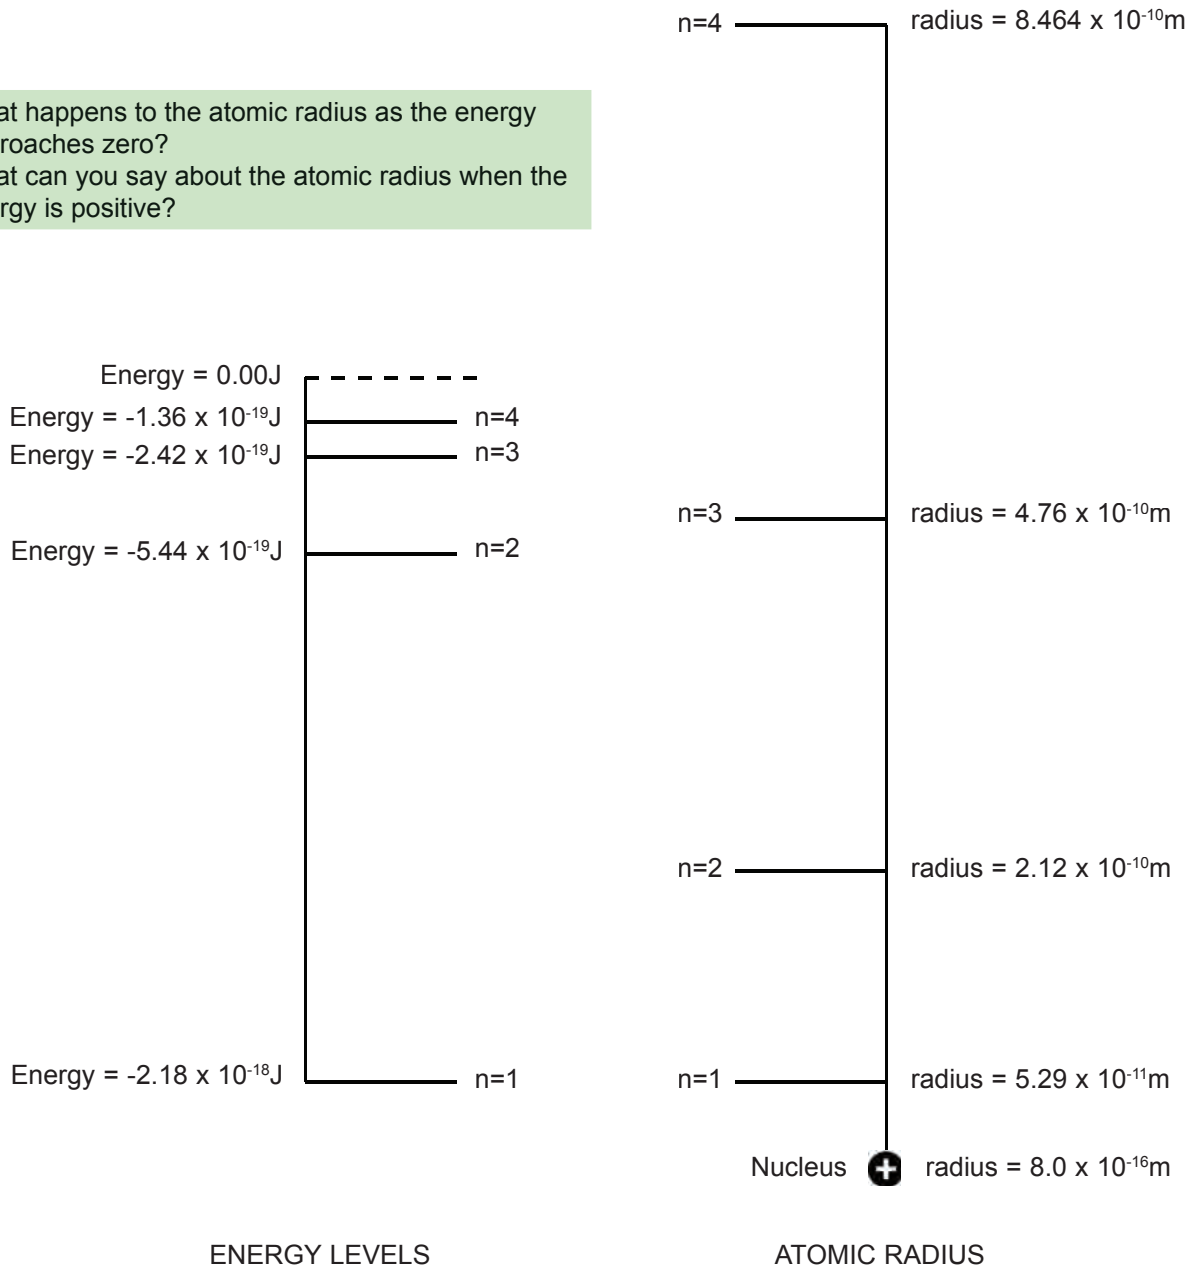 n=4 radius = 8.464 x 10⁻¹⁰m
happens to the atomic radius as the energy
zero?
can you say about the atomic radius when the
is positive?
Energy = 0.00J
Energy = -1.36 x 10⁻¹⁹J n=4
Energy = -2.42 x 10⁻¹⁹J n=3
n=3 radius = 4.76 x 10⁻¹⁰m
Energy = -5.44 x 10⁻¹⁹J n=2
n=2 radius = 2.12 x 10⁻¹⁰m
Energy = -2.18 x 10⁻¹⁸J n=1
n=1 radius = 5.29 x 10⁻¹¹m
Nucleus + radius = 8.0 x 10⁻¹⁶m
ENERGY LEVELS
ATOMIC RADIUS